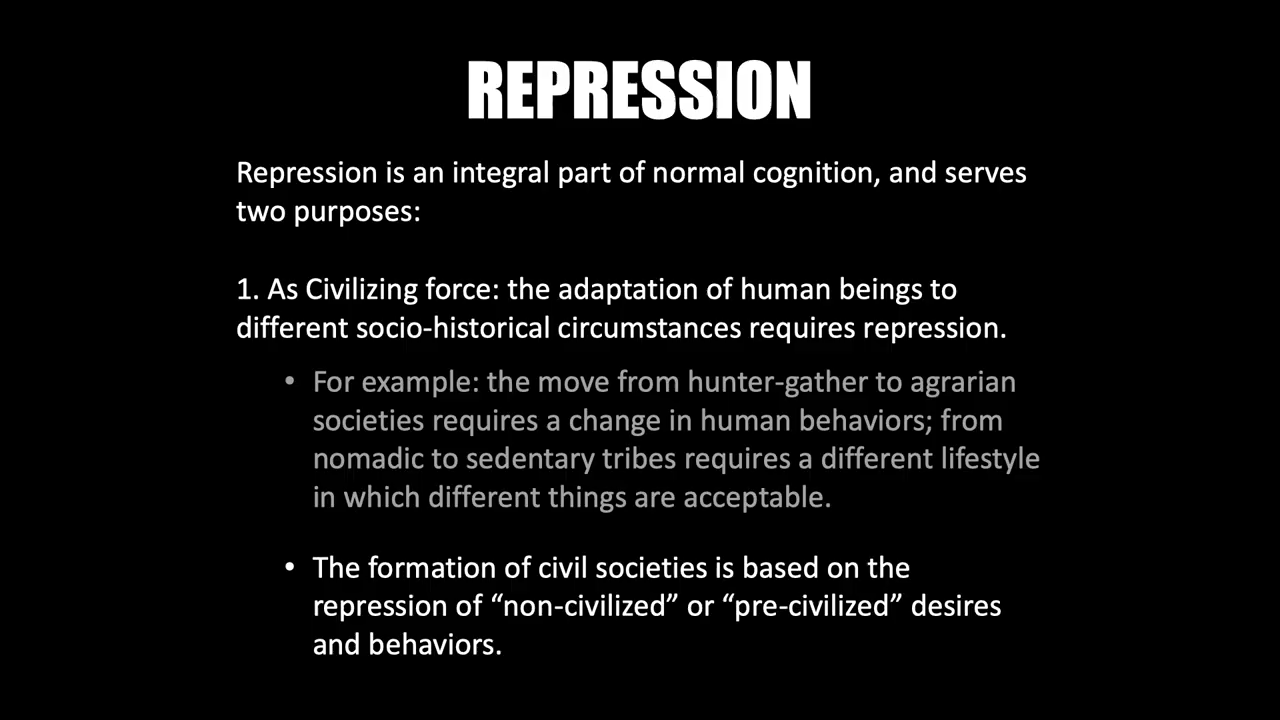 REPRESSION
Repression is an integral part of normal cognition, and serves
two purposes:
1. As Civilizing force: the adaptation of human beings to
different socio-historical circumstances requires repression.
• For example: the move from hunter-gather to agrarian
societies requires a change in human behaviors; from
nomadic to sedentary tribes requires a different lifestyle
in which different things are acceptable.
• The formation of civil societies is based on the
repression of “non-civilized” or “pre-civilized” desires
and behaviors.